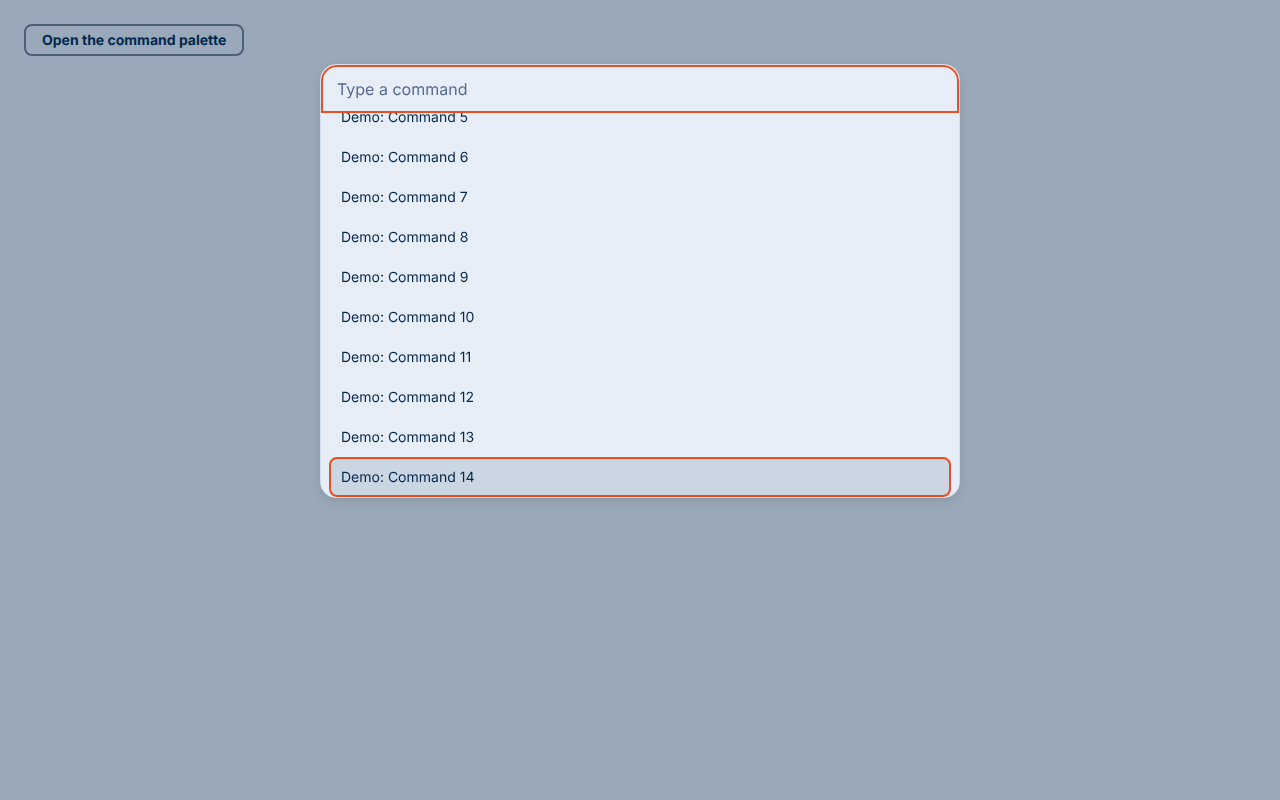 Open the command palette
Type a command
Demo: Command 5
Demo: Command 6
Demo: Command 7
Demo: Command 8
Demo: Command 9
Demo: Command 10
Demo: Command 11
Demo: Command 12
Demo: Command 13
Demo: Command 14